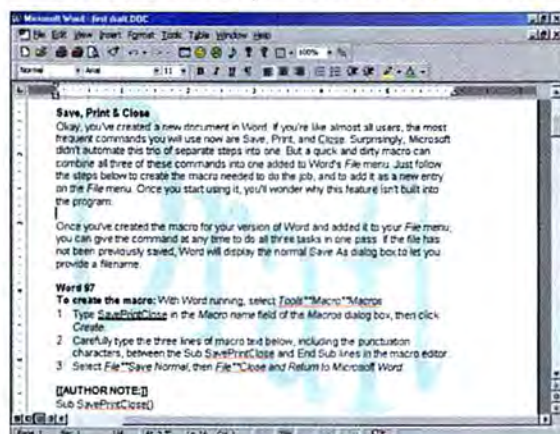 Microsoft Word - first draft.DOC
File Edit View Insert Format Tools Table Window Help
100%
Normal Arial 11 B I U
Save, Print & Close
Okay, you've created a new document in Word. If you're like almost all users, the most
frequent commands you will use now are Save, Print, and Close. Surprisingly, Microsoft
didn't automate this trio of separate steps into one. But a quick and dirty macro can
combine all three of these commands into one added to Word's File menu. Just follow
the steps below to create the macro needed to do the job, and to add it as a new entry
on the File menu. Once you start using it, you'll wonder why this feature isn't built into
the program.
Once you've created the macro for your version of Word and added it to your File menu,
you can give the command at any time to do all three tasks in one pass. If the file has
not been previously saved, Word will display the normal Save As dialog box to let you
provide a filename.
Word 97
To create the macro: With Word running, select Tools**Macro**Macros
1 Type SavePrintClose in the Macro name field of the Macros dialog box, then click
Create.
2 Carefully type the three lines of macro text below, including the punctuation
characters, between the Sub SavePrintClose and End Sub lines in the macro editor.
3 Select File**Save Normal, then File**Close and Return to Microsoft Word.
[[AUTHOR NOTE:]]
Sub SavePrintClose()